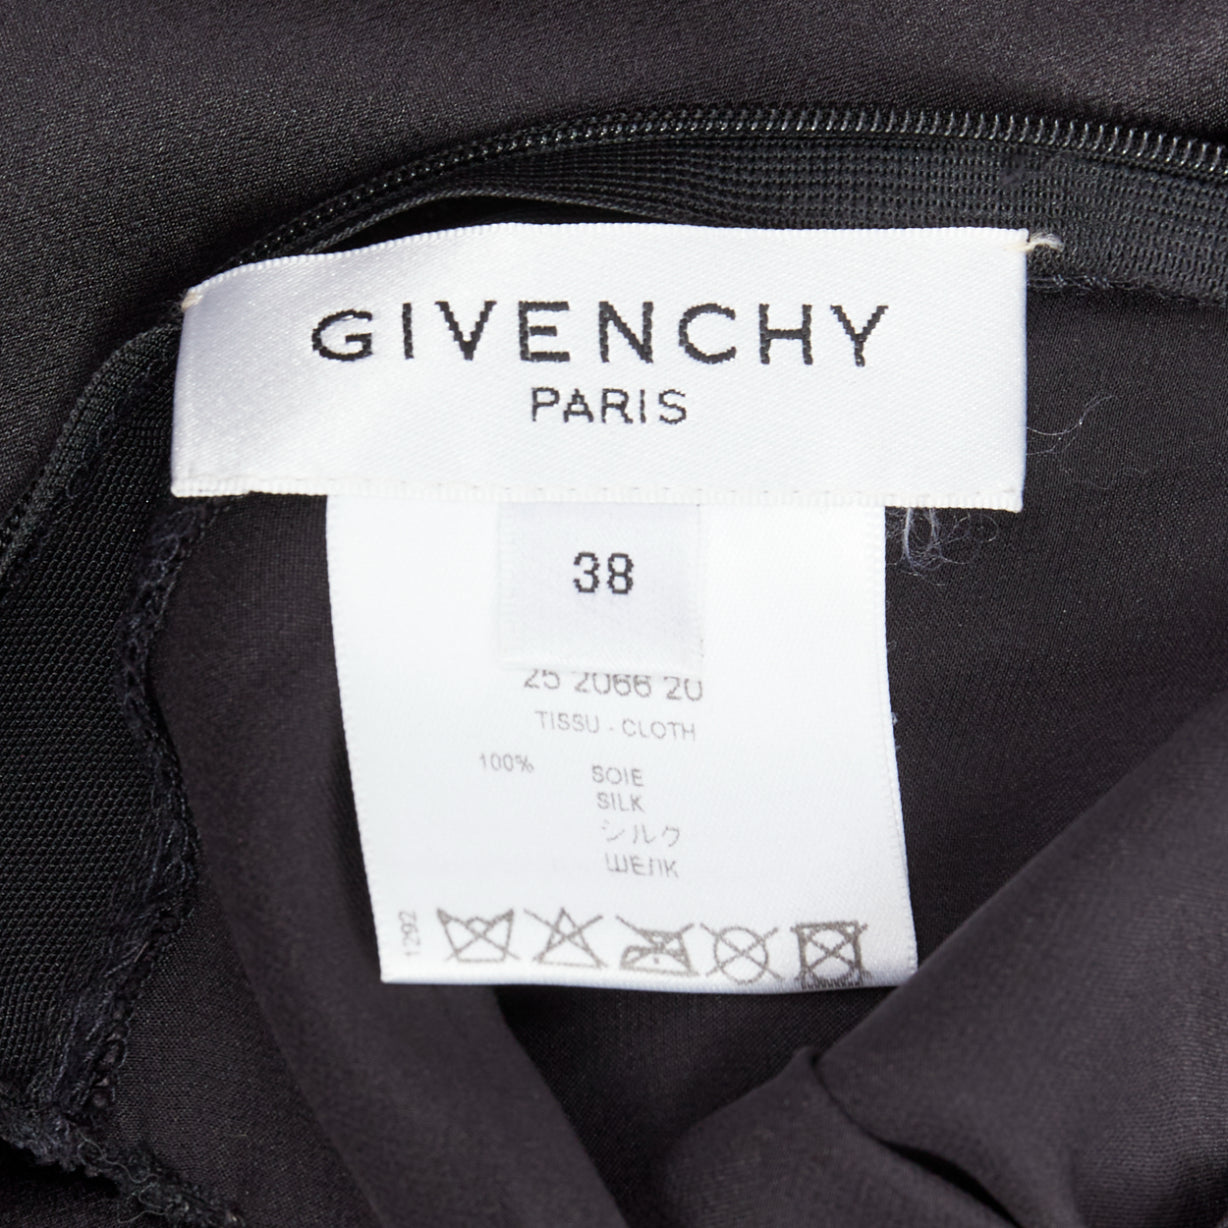 GIVENCHY
PARIS
38
25 2066 20
TISSU - CLOTH
100% SOIE
SILK
シルク
ШЕЛК
1292